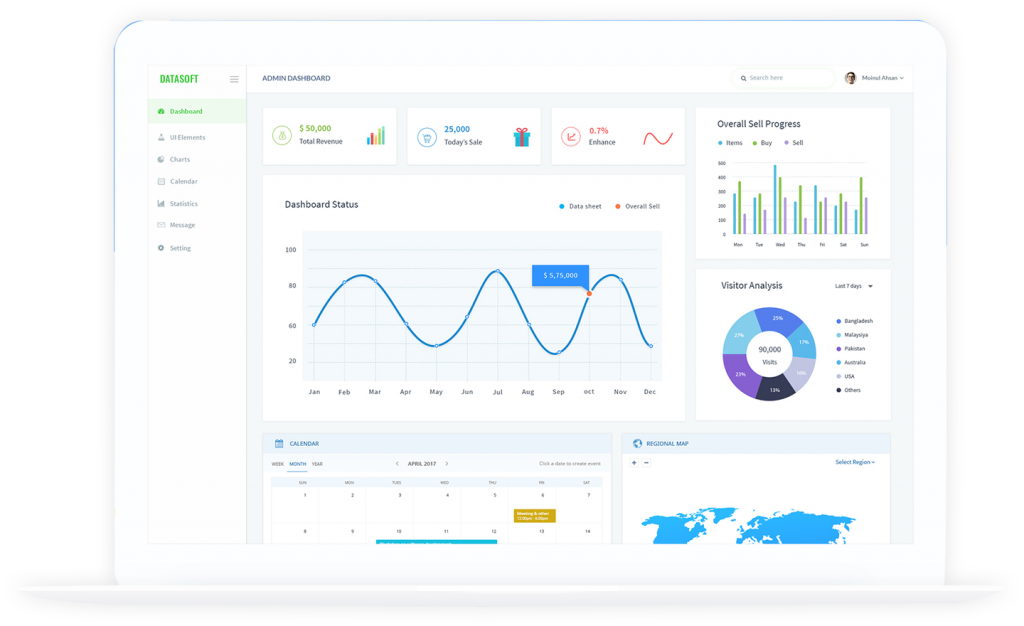 DATASOFT
ADMIN DASHBOARD
Search here
Moinul Ahsan
Dashboard
UI Elements
Charts
Calendar
Statistics
Message
Setting
$ 50,000
Total Revenue
25,000
Today's Sale
0.7%
Enhance
Dashboard Status
Data sheet
Overall Sell
100
80
60
20
$ 5,75,000
Jan Feb Mar Apr May Jun Jul Aug Sep oct Nov Dec
Overall Sell Progress
Items Buy Sell
500
400
300
200
100
0
Mon Tue Wed Thu Fri Sat Sun
Visitor Analysis
Last 7 days
25%
17%
13%
23%
27%
90,000
Visits
Bangladesh
Malaysiya
Pakistan
Australia
USA
Others
CALENDAR
WEEK MONTH YEAR
APRIL 2017
Click a date to create event
SUN MON TUES WED THU FRI SAT
1 2 3 4 5 6 7
Meeting & other
12:00pm - 5:00pm
8 9 10 11 12 13 14
REGIONAL MAP
+ −
Select Region